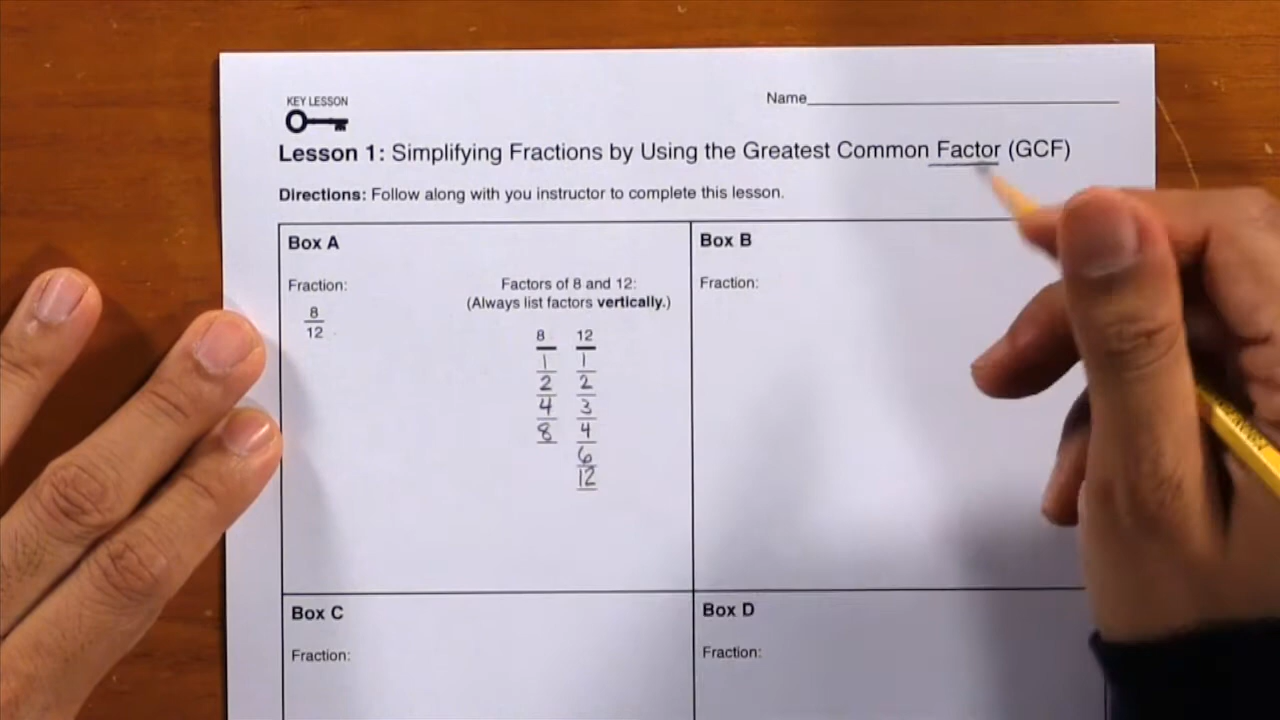 KEY LESSON
Name
Lesson 1: Simplifying Fractions by Using the Greatest Common Factor (GCF)
Directions: Follow along with you instructor to complete this lesson.
Box A
Fraction:
8
12
Factors of 8 and 12:
(Always list factors vertically.)
8 12
1 1
2 2
4 3
8 4
6
12
Box B
Fraction:
Box C
Fraction:
Box D
Fraction: